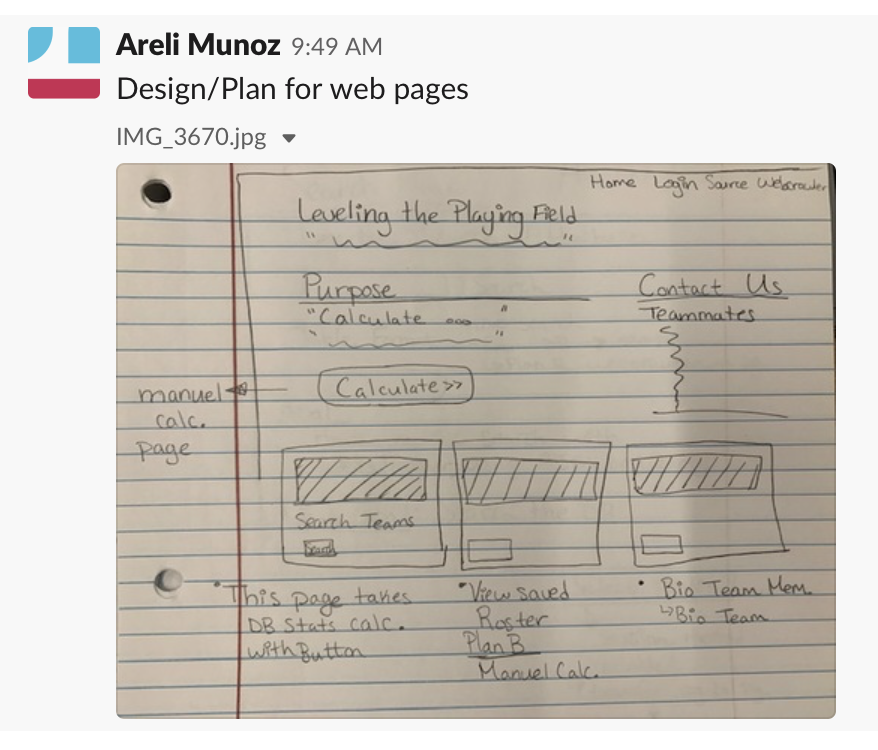 Areli Munoz 9:49 AM
Design/Plan for web pages
IMG_3670.jpg
Home Login Source Webcrawler
Leveling the Playing Field
" "
Purpose
"Calculate ... "
" "
Contact Us
Teammates
Calculate >>
manuel
calc.
page
Search Teams
Search
• This page takes
DB Stats calc.
with Button
• View saved
Roster
Plan B
Manuel Calc.
• Bio Team Mem.
↳ Bio Team